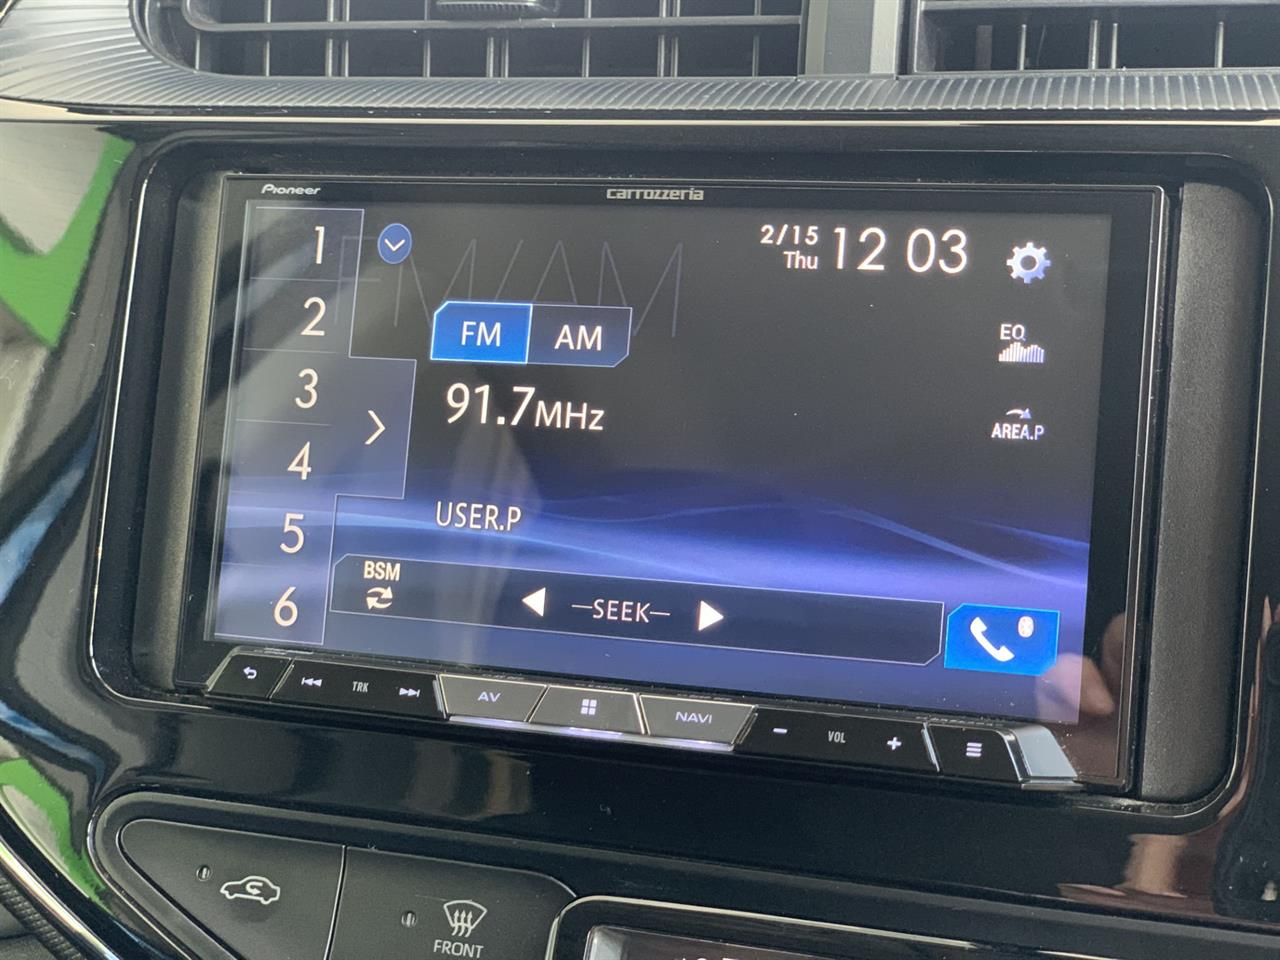 Pioneer
carrozzeria
1
2
3
4
5
6
FM/AM
2/15
Thu
12 03
FM
AM
91.7MHz
EQ
AREA.P
USER.P
BSM
SEEK
TRK
AV
NAVI
− VOL +
FRONT